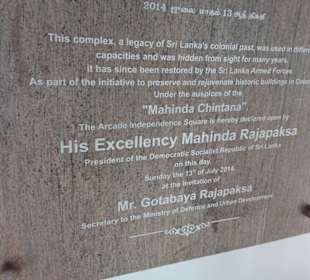 2014 ஜூலை மாதம் 13 ஆந் திகதி
This complex, a legacy of Sri Lanka's colonial past, was used in differ
capacities and was hidden from sight for many years.
it has since been restored by the Sri Lanka Armed Forces
As part of the initiative to preserve and rejuvenate historic buildings in Colom
Under the auspices of the
"Mahinda Chintana".
The Arcade Independence Square is hereby declared open by
His Excellency Mahinda Rajapaksa
President of the Democratic Socialist Republic of Sri Lanka
on this day
Sunday the 13th of July 2014
at the invitation of
Mr. Gotabaya Rajapaksa
Secretary to the Ministry of Defence and Urban Development